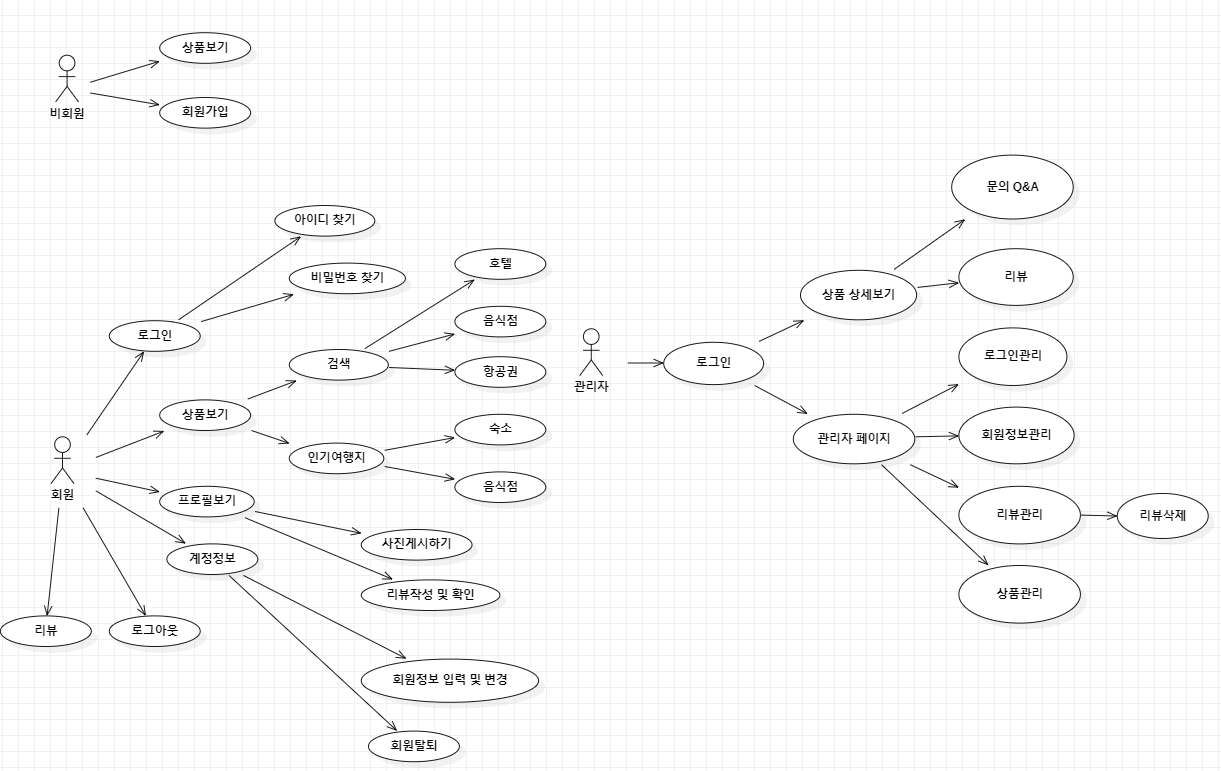 상품보기
비회원
회원가입
아이디 찾기
비밀번호 찾기
로그인
호텔
음식점
검색
항공권
상품보기
인기여행지
숙소
음식점
회원
프로필보기
사진게시하기
계정정보
리뷰작성 및 확인
리뷰
로그아웃
회원정보 입력 및 변경
회원탈퇴
문의 Q&A
상품 상세보기
리뷰
관리자
로그인
로그인관리
관리자 페이지
회원정보관리
리뷰관리
리뷰삭제
상품관리